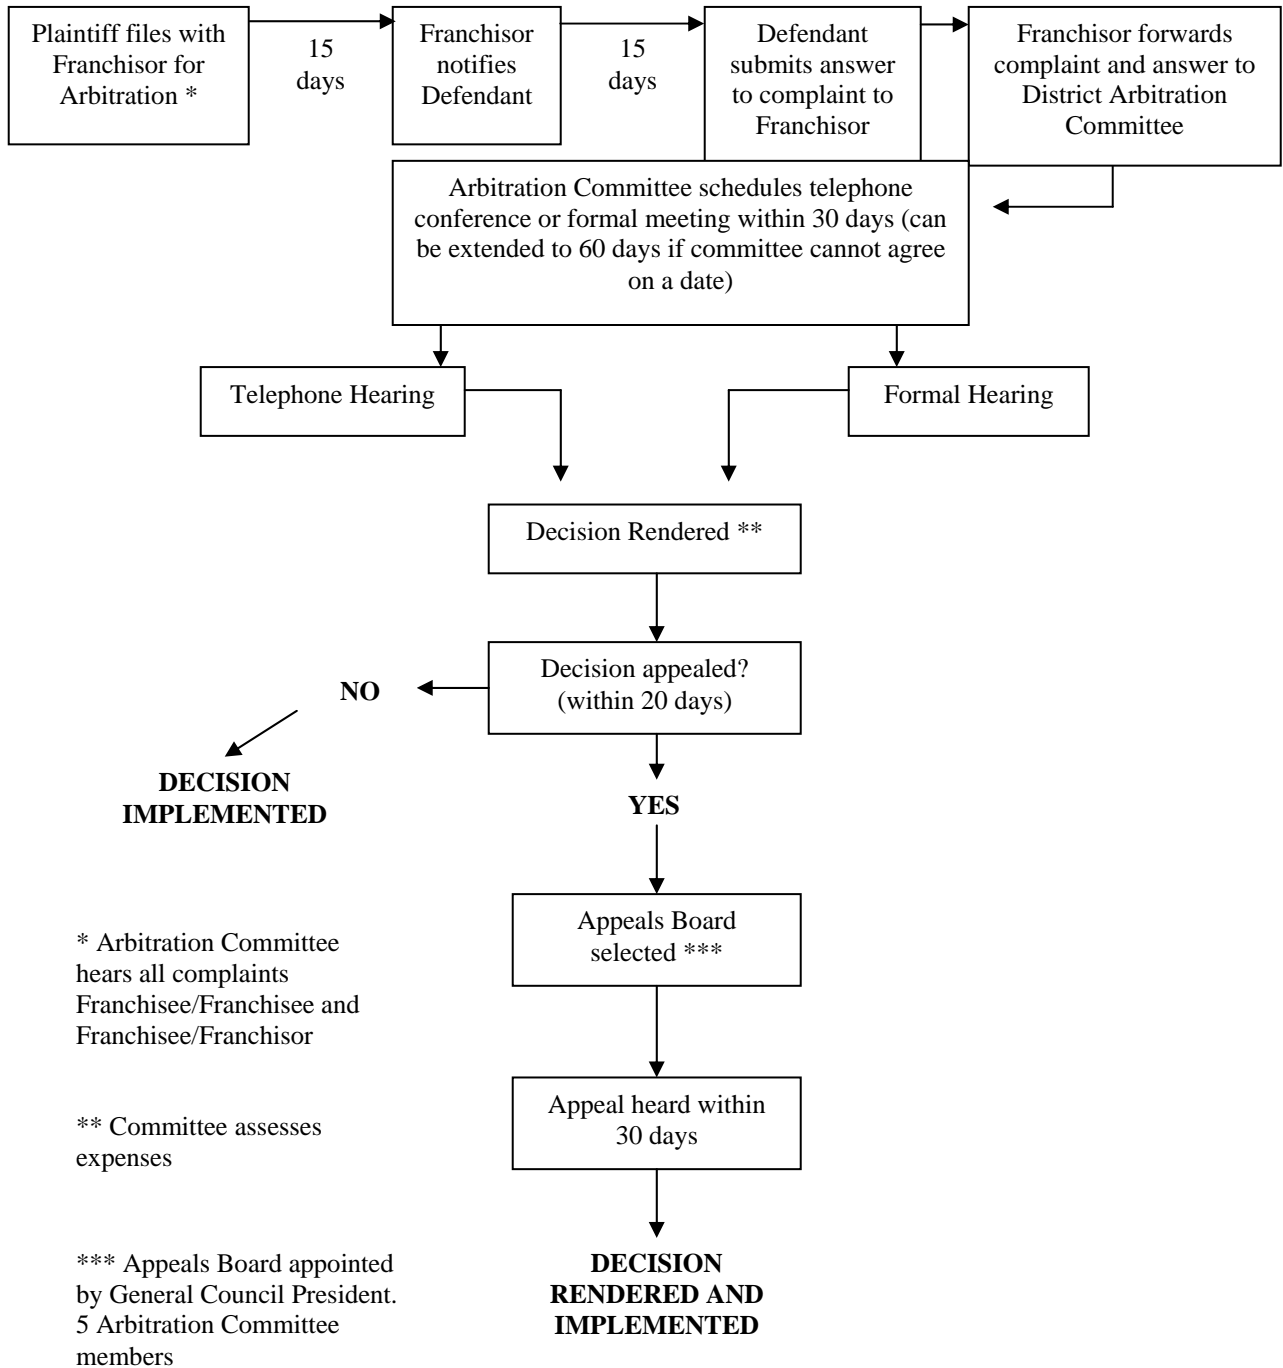 Plaintiff files with
Franchisor for
Arbitration *
15
days
Franchisor
notifies
Defendant
15
days
Defendant
submits answer
to complaint to
Franchisor
Franchisor forwards
complaint and answer to
District Arbitration
Committee
Arbitration Committee schedules telephone
conference or formal meeting within 30 days (can
be extended to 60 days if committee cannot agree
on a date)
Telephone Hearing
Formal Hearing
Decision Rendered **
Decision appealed?
(within 20 days)
NO
DECISION
IMPLEMENTED
YES
Appeals Board
selected ***
* Arbitration Committee
hears all complaints
Franchisee/Franchisee and
Franchisee/Franchisor
Appeal heard within
30 days
** Committee assesses
expenses
*** Appeals Board appointed
by General Council President.
5 Arbitration Committee
members
DECISION
RENDERED AND
IMPLEMENTED